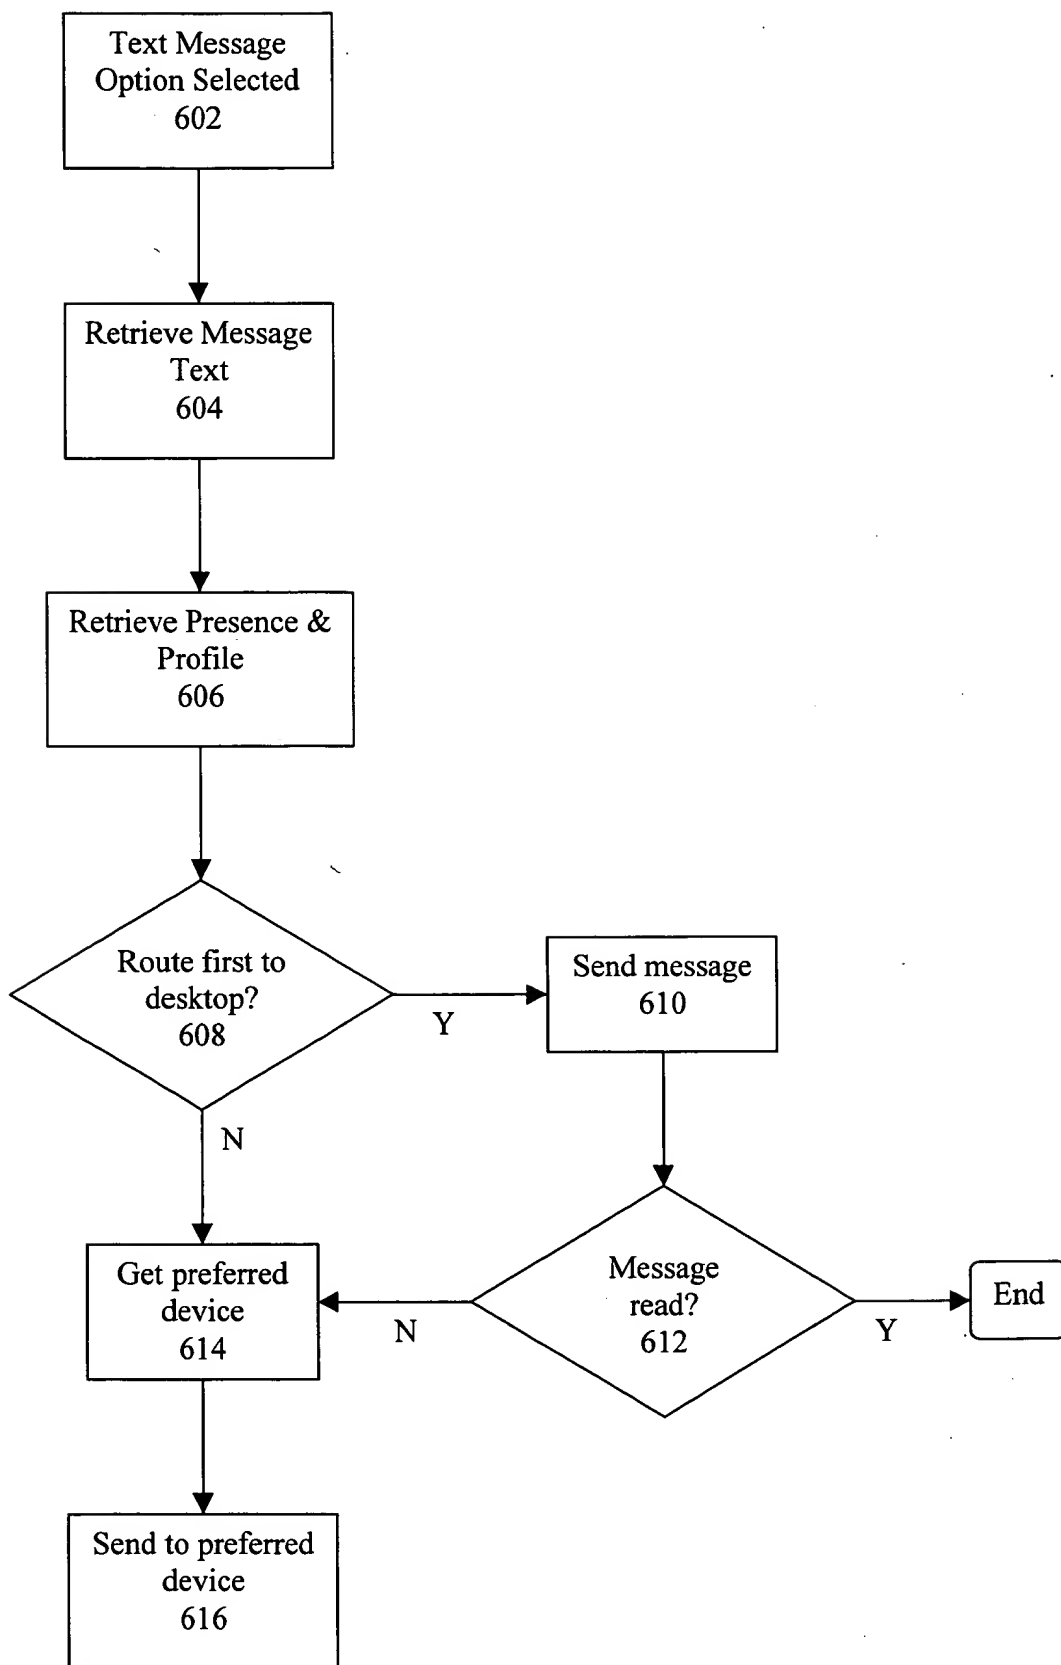 Text Message
Option Selected
602
Retrieve Message
Text
604
Retrieve Presence &
Profile
606
Route first to
desktop?
608
Y
Send message
610
N
Get preferred
device
614
N
Message
read?
612
Y
End
Send to preferred
device
616